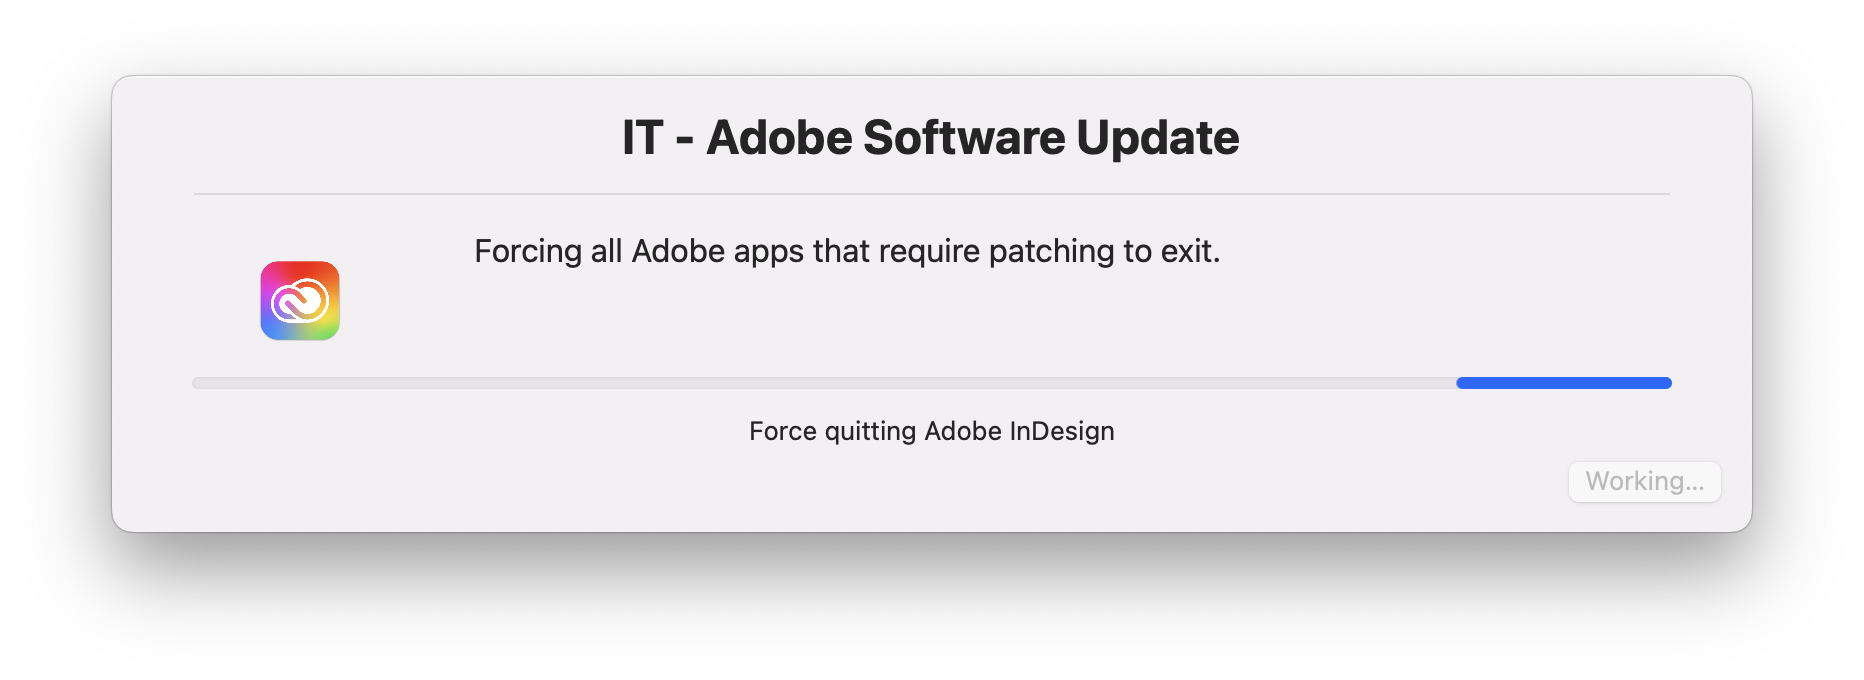 IT - Adobe Software Update
Forcing all Adobe apps that require patching to exit.
Force quitting Adobe InDesign
Working...